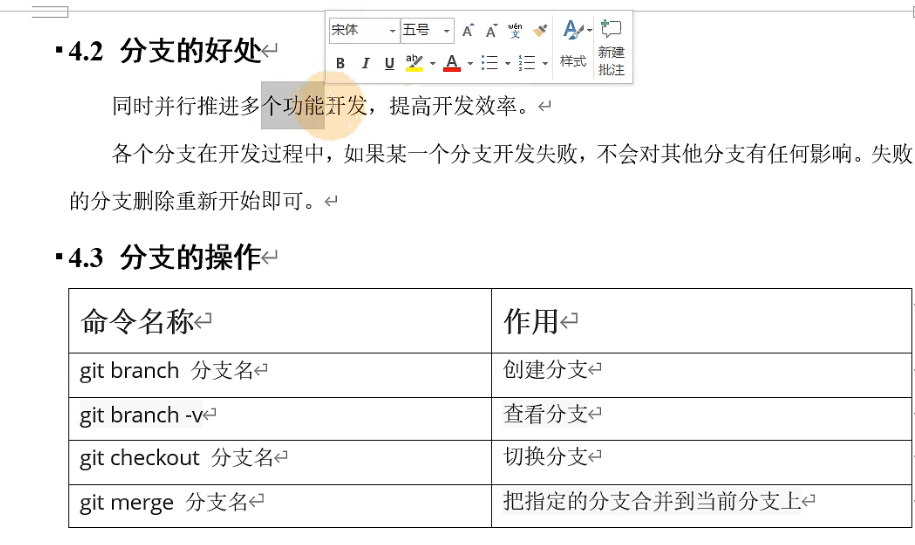 宋体 五号 A A wén 文 A
样式 新建
批注
B I U ab A
4.2 分支的好处
同时并行推进多个功能开发，提高开发效率。
各个分支在开发过程中，如果某一个分支开发失败，不会对其他分支有任何影响。失败
的分支删除重新开始即可。
4.3 分支的操作
命令名称 作用
git branch 分支名 创建分支
git branch -v 查看分支
git checkout 分支名 切换分支
git merge 分支名 把指定的分支合并到当前分支上